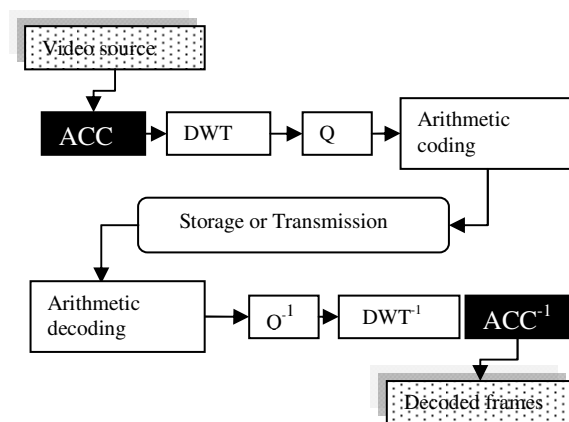 Video source
ACC
DWT
Q
Arithmetic
coding
Storage or Transmission
Arithmetic
decoding
Q⁻¹
DWT⁻¹
ACC⁻¹
Decoded frames